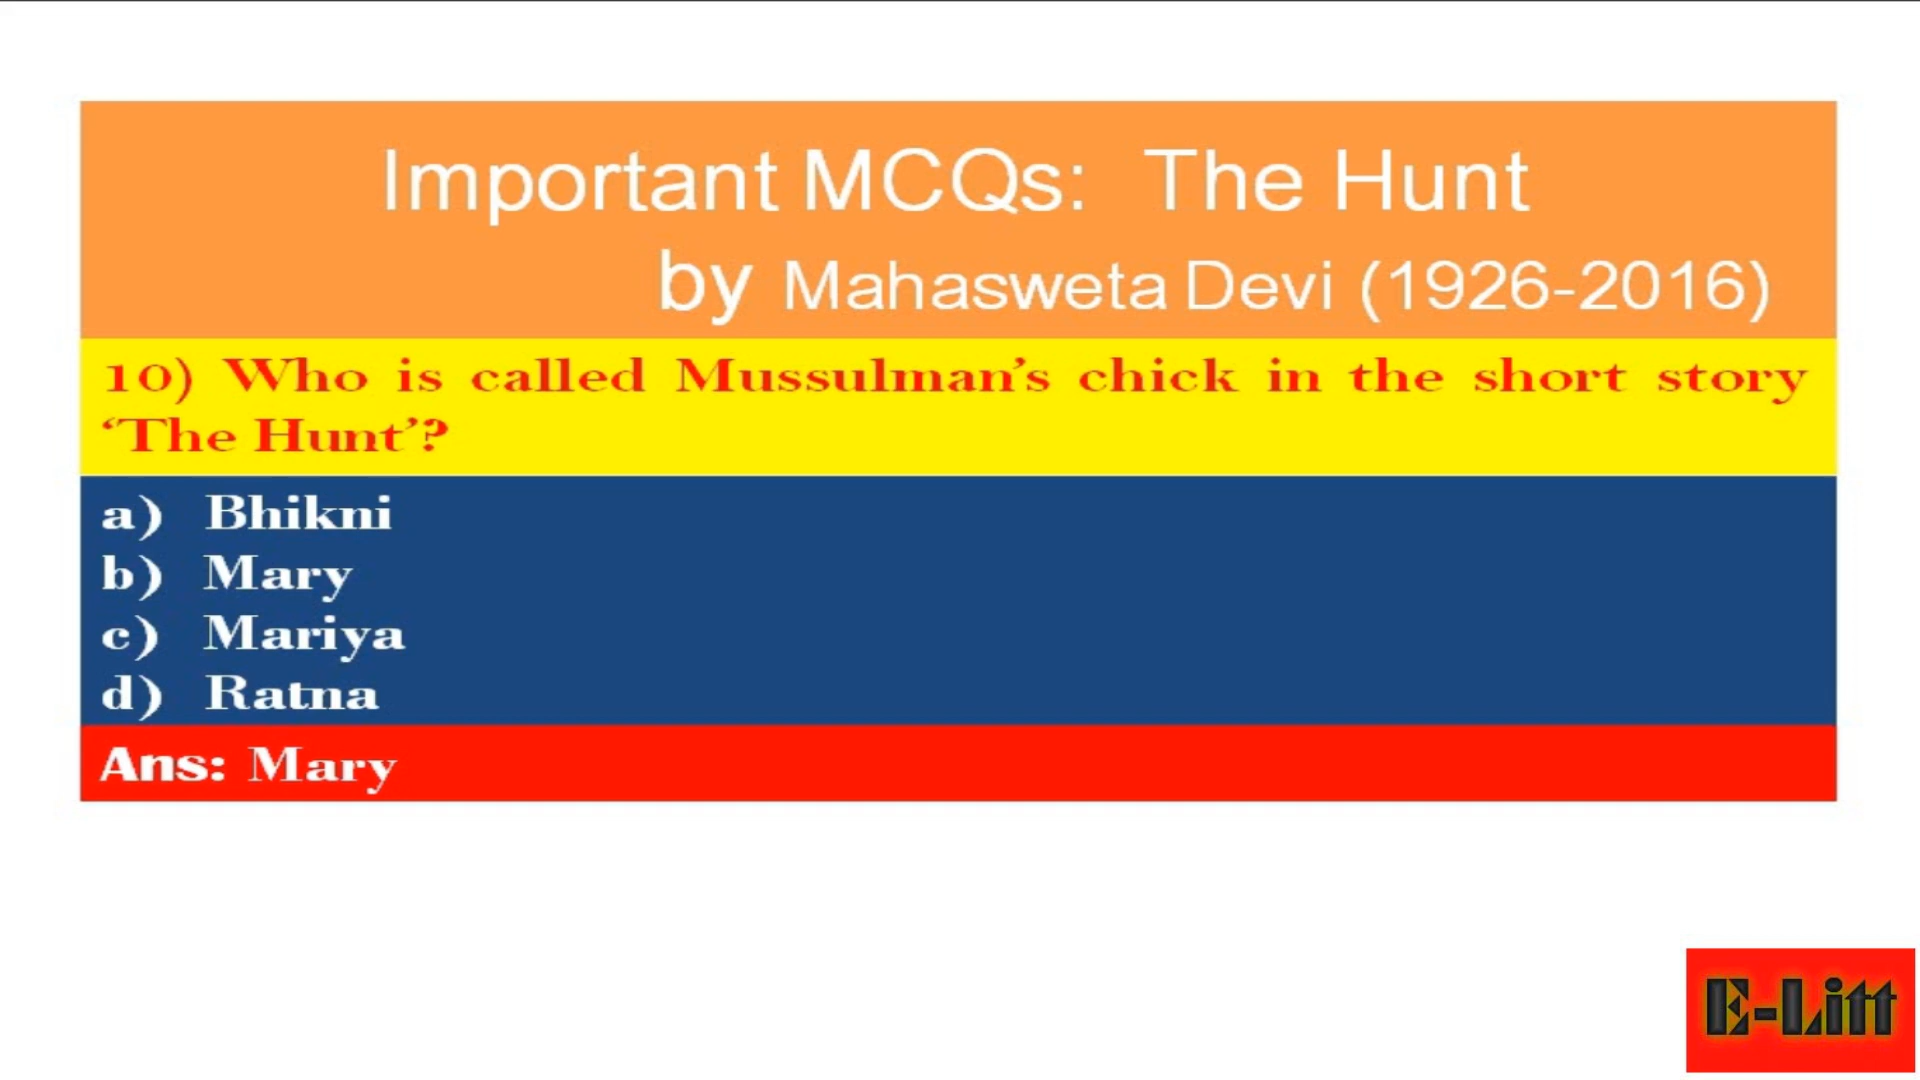 Important MCQs: The Hunt
by Mahasweta Devi (1926-2016)
10) Who is called Mussulman’s chick in the short story
‘The Hunt’?
a) Bhikni
b) Mary
c) Mariya
d) Ratna
Ans: Mary
E-Litt